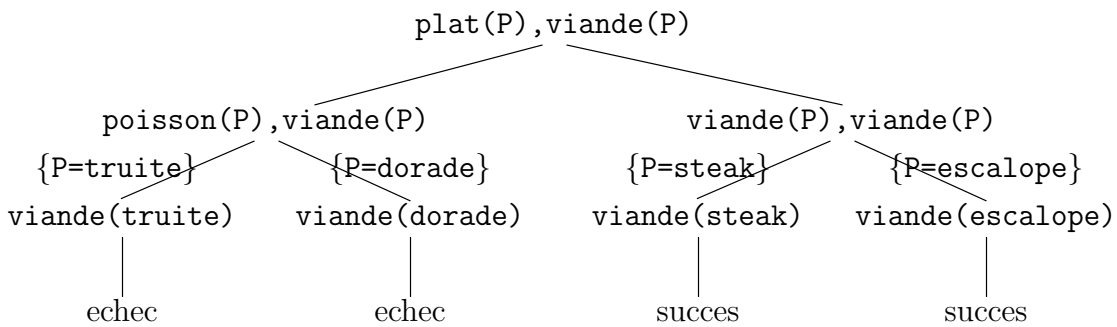 plat(P),viande(P)
poisson(P),viande(P) viande(P),viande(P)
{P=truite} {P=dorade} {P=steak} {P=escalope}
viande(truite) viande(dorade) viande(steak) viande(escalope)
echec echec succes succes